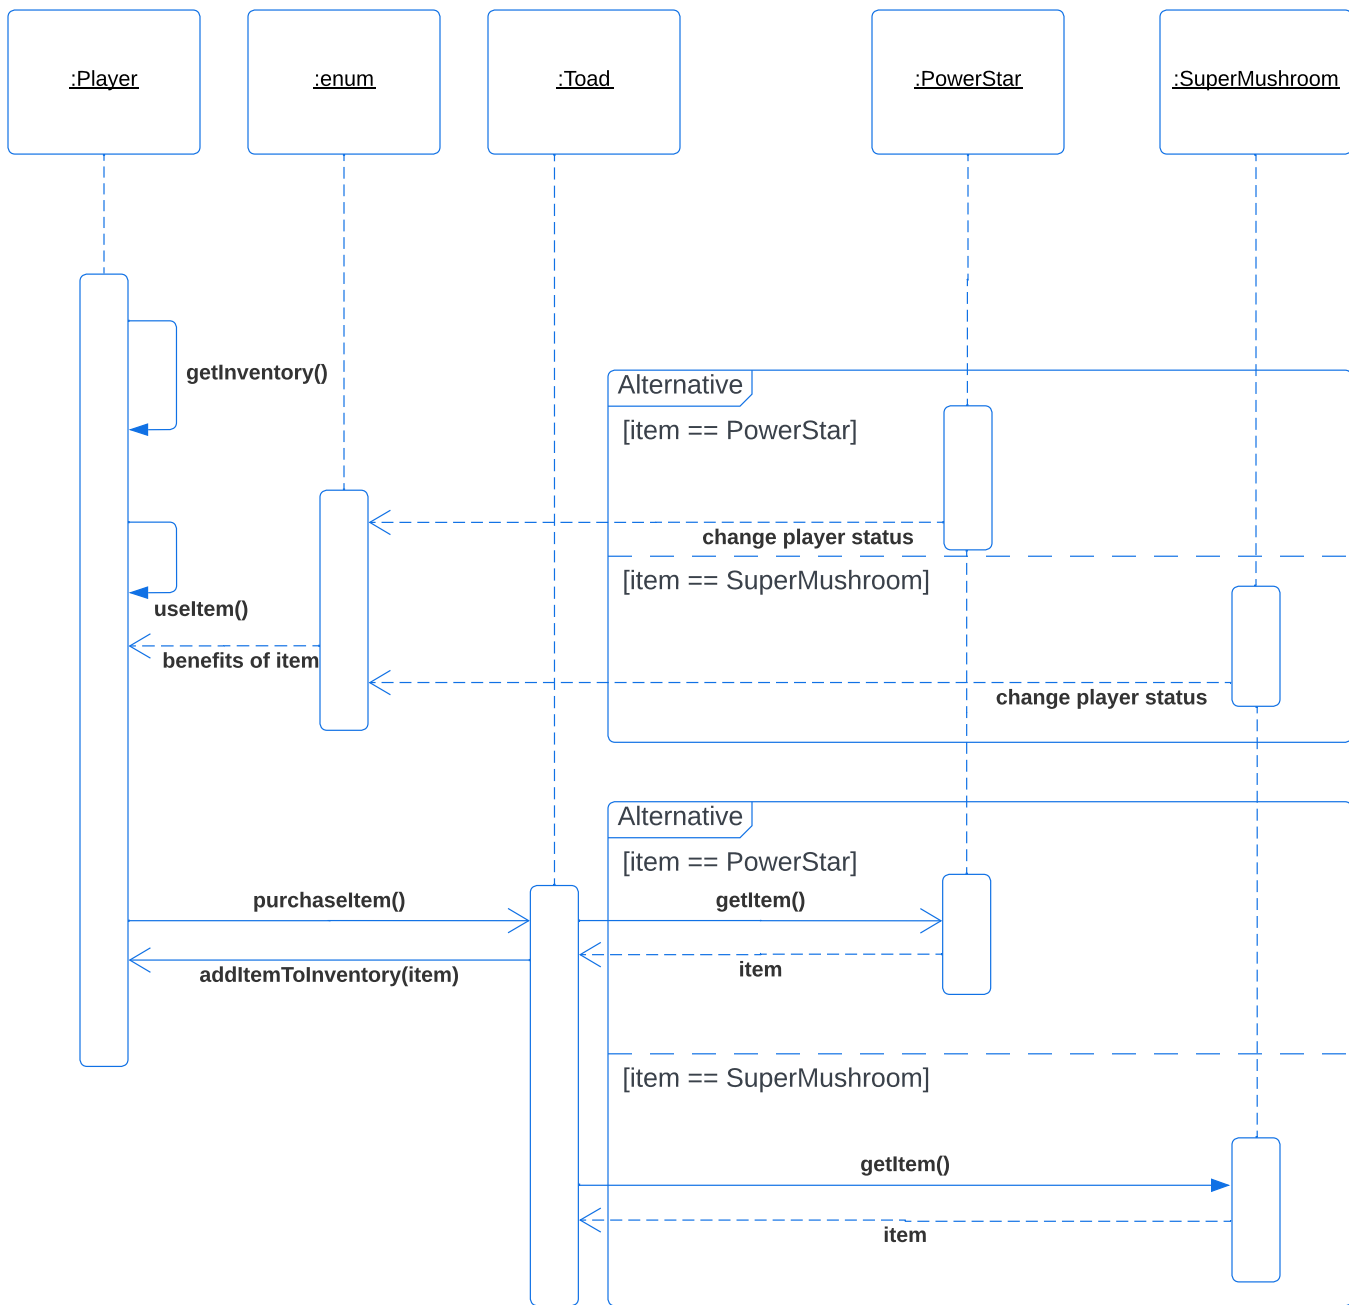 :Player
:enum
:Toad
:PowerStar
:SuperMushroom
getInventory()
Alternative
[item == PowerStar]
change player status
[item == SuperMushroom]
useItem()
benefits of item
change player status
Alternative
[item == PowerStar]
purchaseItem()
getItem()
addItemToInventory(item)
item
[item == SuperMushroom]
getItem()
item